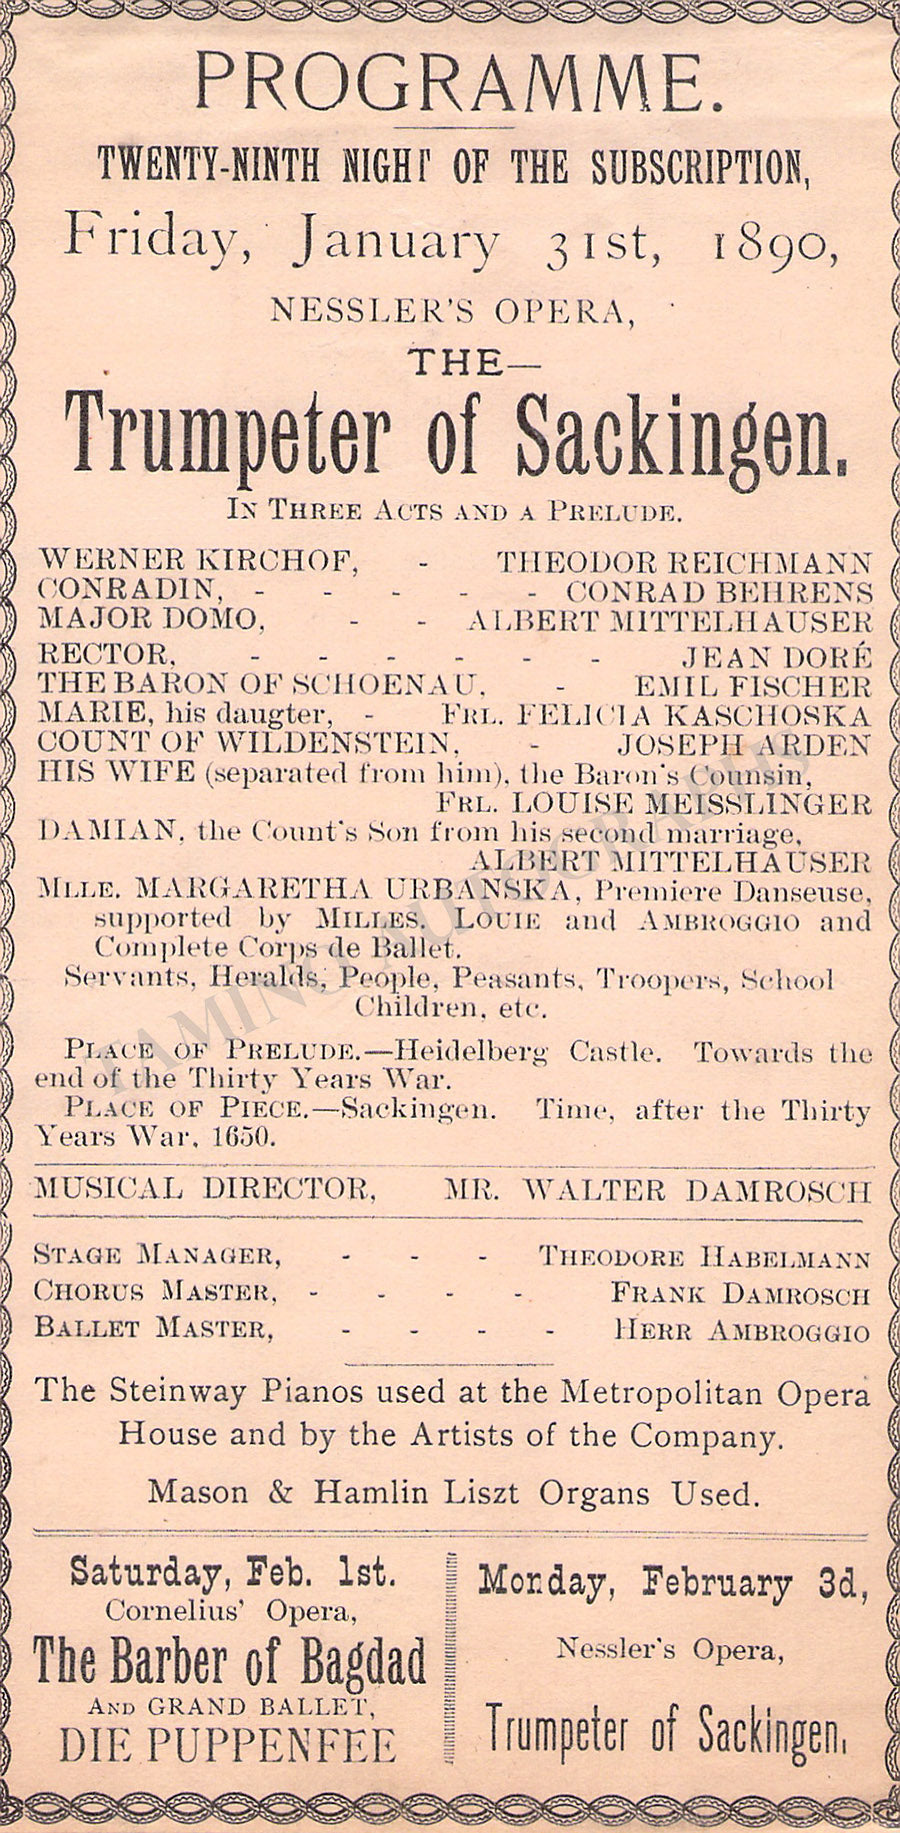 PROGRAMME.
TWENTY-NINTH NIGHT OF THE SUBSCRIPTION,
Friday, January 31st, 1890,
NESSLER'S OPERA,
THE—
Trumpeter of Sackingen.
IN THREE ACTS AND A PRELUDE.
WERNER KIRCHOF, - THEODOR REICHMANN
CONRADIN, - - - - - CONRAD BEHRENS
MAJOR DOMO, - - ALBERT MITTELHAUSER
RECTOR, - - - - - - JEAN DORÉ
THE BARON OF SCHOENAU, - EMIL FISCHER
MARIE, his daugter, - FRL. FELICIA KASCHOSKA
COUNT OF WILDENSTEIN, - JOSEPH ARDEN
HIS WIFE (separated from him), the Baron's Counsin,
FRL. LOUISE MEISSLINGER
DAMIAN, the Count's Son from his second marriage,
ALBERT MITTELHAUSER
MLLE. MARGARETHA URBANSKA, Premiere Danseuse,
supported by MILLES. LOUIE and AMBROGGIO and
Complete Corps de Ballet.
Servants, Heralds, People, Peasants, Troopers, School
Children, etc.
PLACE OF PRELUDE.—Heidelberg Castle. Towards the
end of the Thirty Years War.
PLACE OF PIECE.—Sackingen. Time, after the Thirty
Years War, 1650.
MUSICAL DIRECTOR, MR. WALTER DAMROSCH
STAGE MANAGER, - - - THEODORE HABELMANN
CHORUS MASTER, - - - - FRANK DAMROSCH
BALLET MASTER, - - - - HERR AMBROGGIO
The Steinway Pianos used at the Metropolitan Opera
House and by the Artists of the Company.
Mason & Hamlin Liszt Organs Used.
Saturday, Feb. 1st.
Cornelius' Opera,
The Barber of Bagdad
AND GRAND BALLET,
DIE PUPPENFEE
Monday, February 3d,
Nessler's Opera,
Trumpeter of Sackingen.
TAMINO AUTOGRAPHS